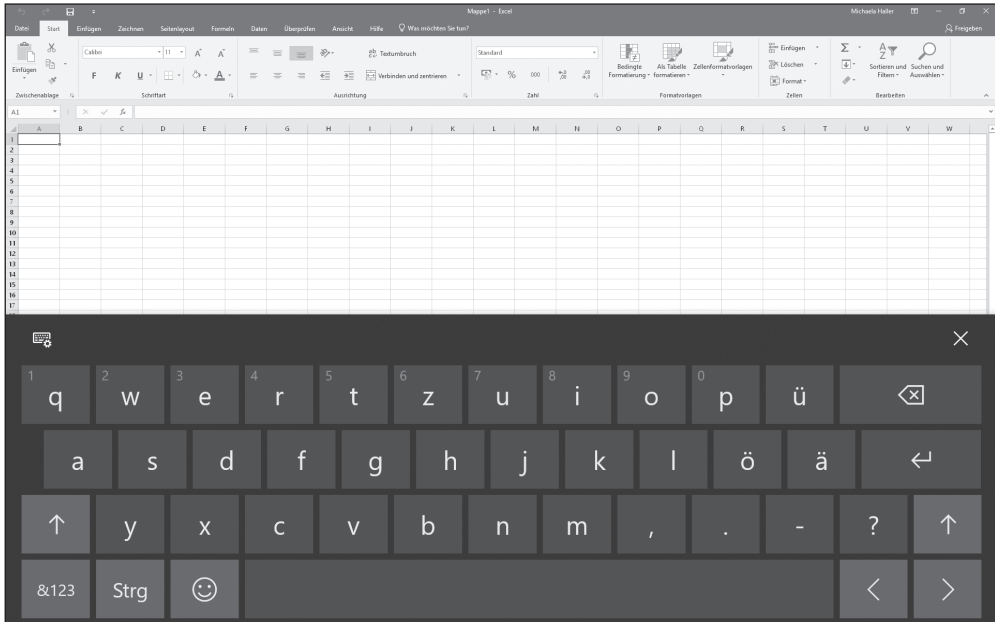 Mappe1 - Excel
Michaela Haller
Datei Start Einfügen Zeichnen Seitenlayout Formeln Daten Überprüfen Ansicht Hilfe Was möchten Sie tun? Freigeben
Einfügen
Calibri 11 A A
F K U A
Textumbruch
Verbinden und zentrieren
Standard
% 000 ,00 ,00
Bedingte Formatierung
Als Tabelle formatieren
Zellenformatvorlagen
Einfügen
Löschen
Format
Σ
Sortieren und Filtern
Suchen und Auswählen
Zwischenablage Schriftart Ausrichtung Zahl Formatvorlagen Zellen Bearbeiten
A1 fx
A B C D E F G H I J K L M N O P Q R S T U V W
1
2
3
4
5
6
7
8
9
10
11
12
13
14
15
16
17
1 q 2 w 3 e 4 r 5 t 6 z 7 u 8 i 9 o 0 p ü
a s d f g h j k l ö ä
y x c v b n m , . - ?
&123 Strg